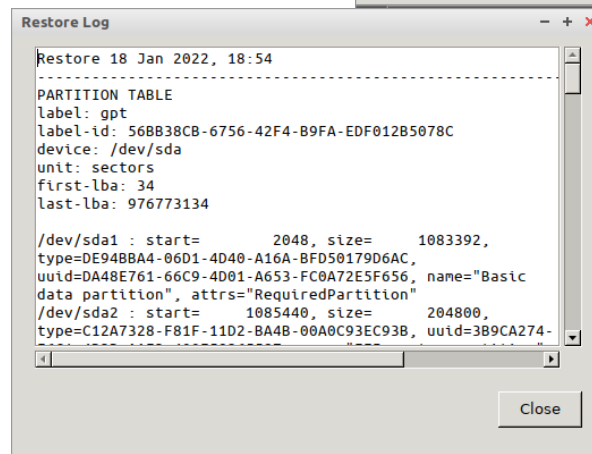 Restore Log
Restore 18 Jan 2022, 18:54
--------------------------------------------------------------
PARTITION TABLE
label: gpt
label-id: 56BB38CB-6756-42F4-B9FA-EDF012B5078C
device: /dev/sda
unit: sectors
first-lba: 34
last-lba: 976773134
/dev/sda1 : start=        2048, size=     1083392,
type=DE94BBA4-06D1-4D40-A16A-BFD50179D6AC,
uuid=DA48E761-66C9-4D01-A653-FC0A72E5F656, name="Basic
data partition", attrs="RequiredPartition"
/dev/sda2 : start=     1085440, size=      204800,
type=C12A7328-F81F-11D2-BA4B-00A0C93EC93B, uuid=3B9CA274-
Close